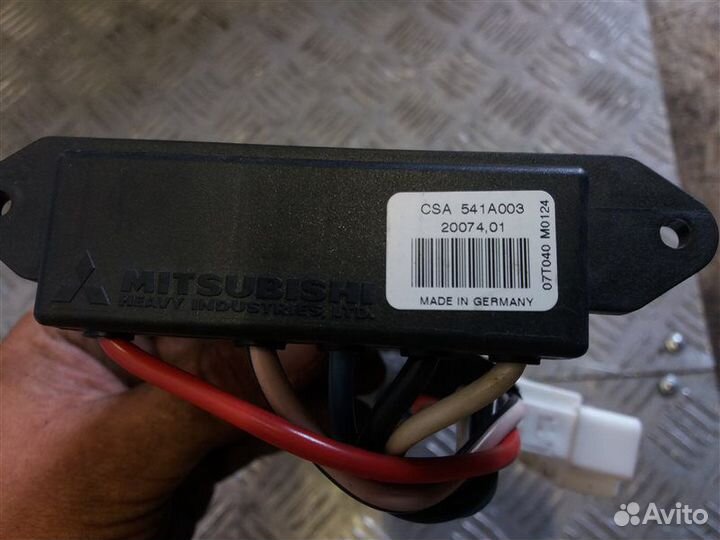 CSA 541A003
20074,01
MADE IN GERMANY
07T040 M0124
MITSUBISHI
HEAVY INDUSTRIES, LTD.
Avito